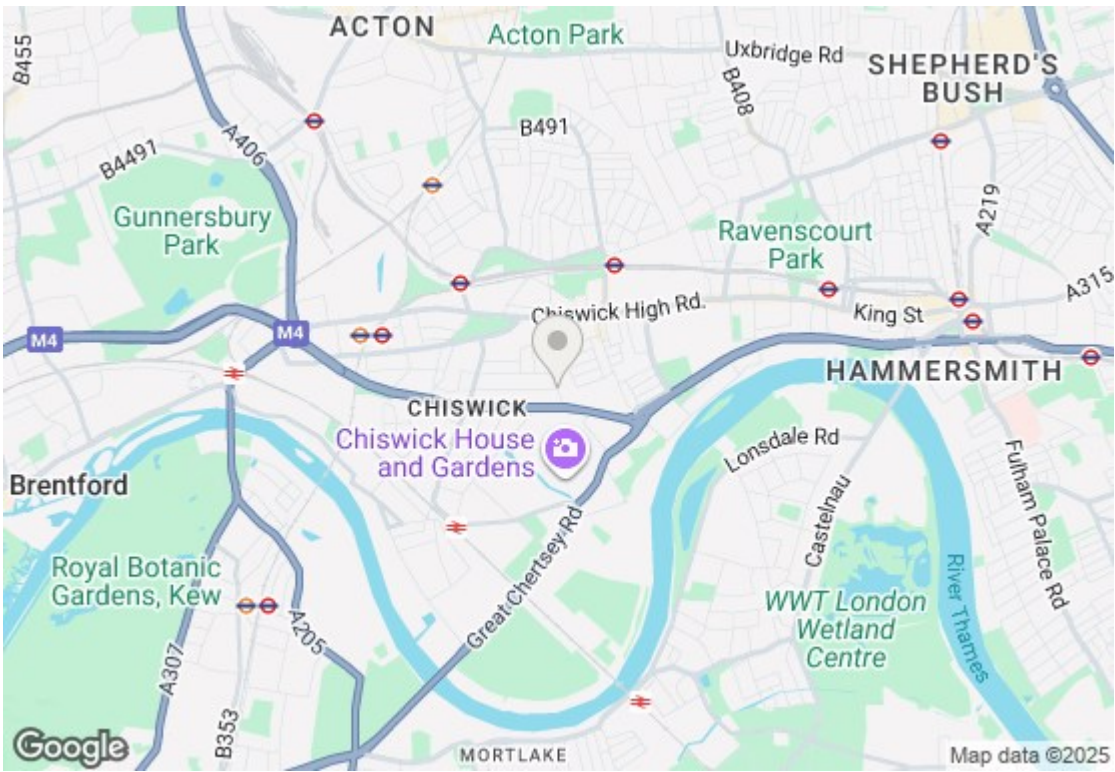 ACTON
Acton Park
Uxbridge Rd
SHEPHERD'S
BUSH
B455
B408
B491
A406
B4491
A219
Gunnersbury
Park
Ravenscourt
Park
A315
Chiswick High Rd.
King St
M4
M4
HAMMERSMITH
CHISWICK
Chiswick House
and Gardens
Lonsdale Rd
Brentford
Castelnau
Fulham Palace Rd
Great Chertsey Rd
River Thames
Royal Botanic
Gardens, Kew
WWT London
Wetland
Centre
A205
A307
B353
MORTLAKE
Google
Map data ©2025